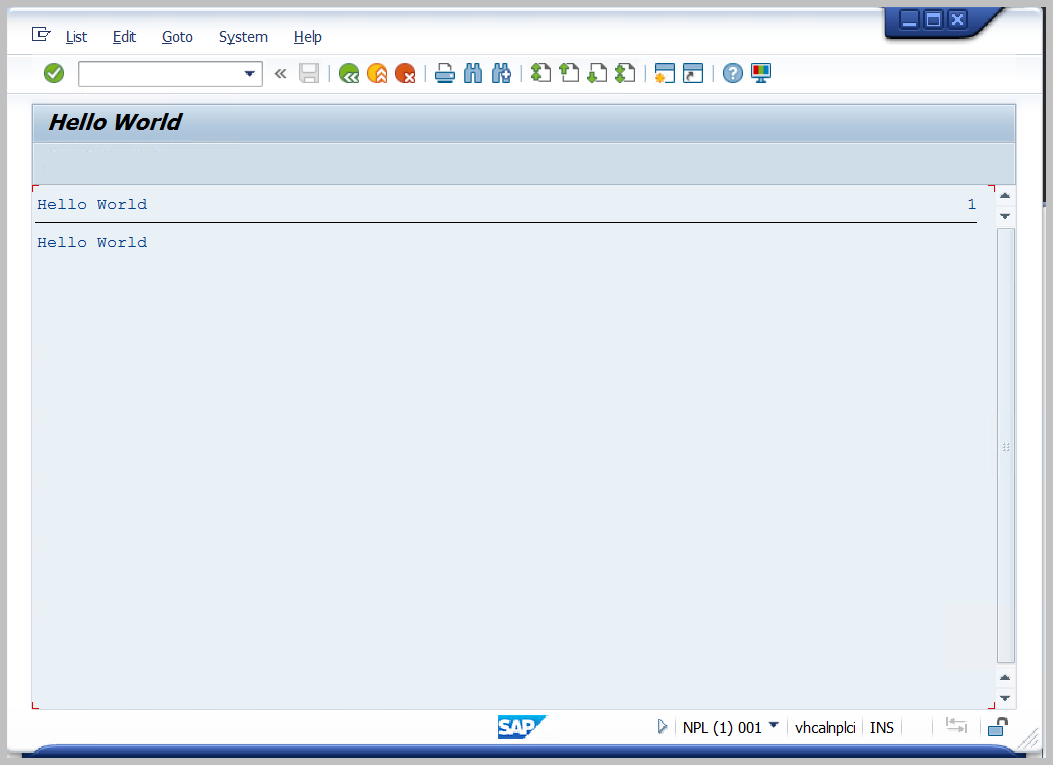 List Edit Goto System Help
Hello World
Hello World 1
Hello World
SAP NPL (1) 001 vhcalnplci INS